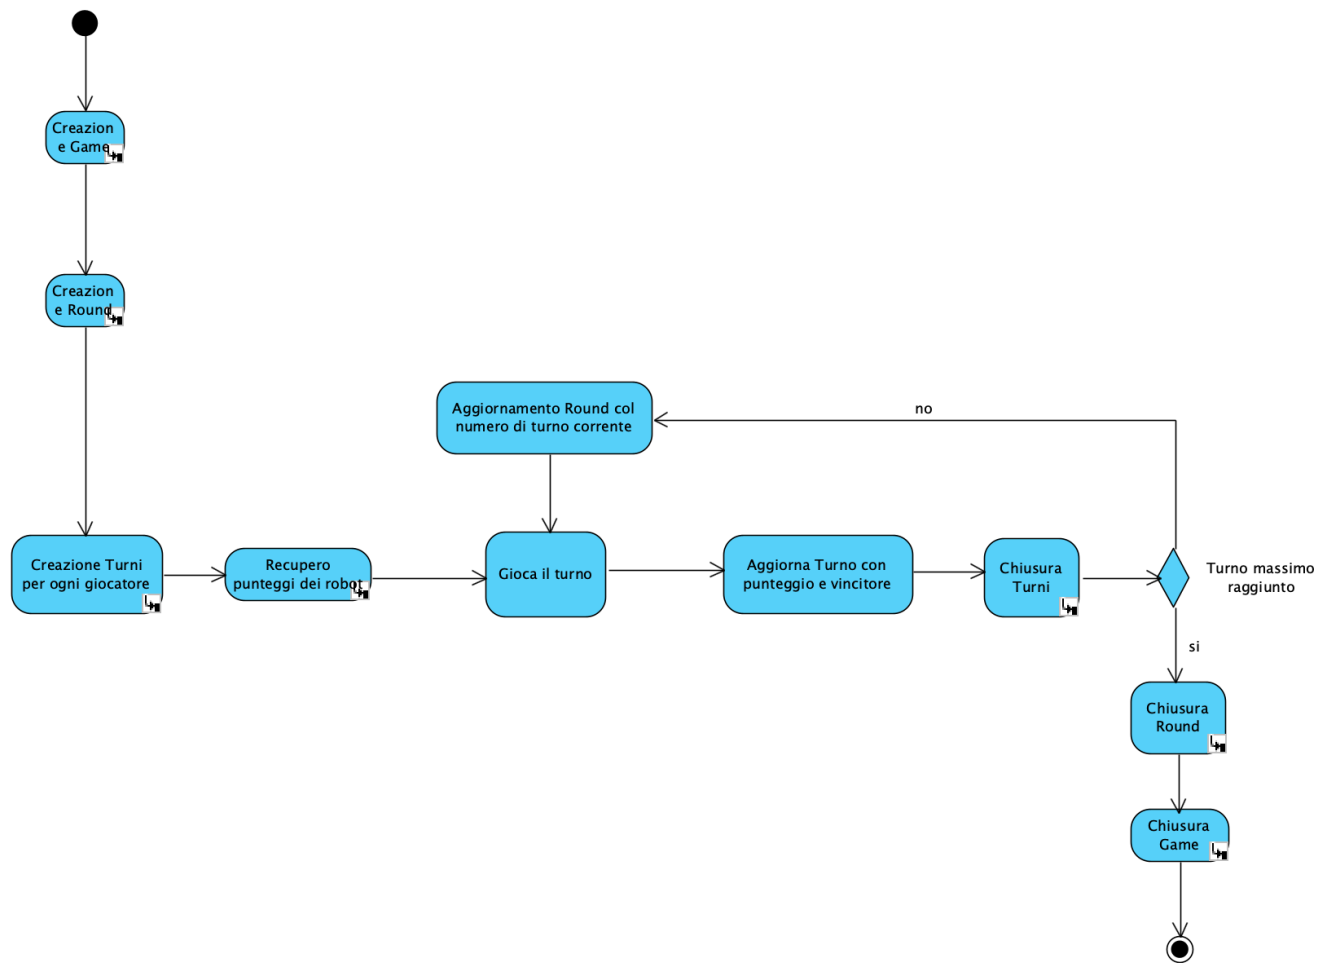 Creazion
e Game
Creazion
e Round
Aggiornamento Round col
numero di turno corrente
no
Creazione Turni
per ogni giocatore
Recupero
punteggi dei robot
Gioca il turno
Aggiorna Turno con
punteggio e vincitore
Chiusura
Turni
Turno massimo
raggiunto
si
Chiusura
Round
Chiusura
Game